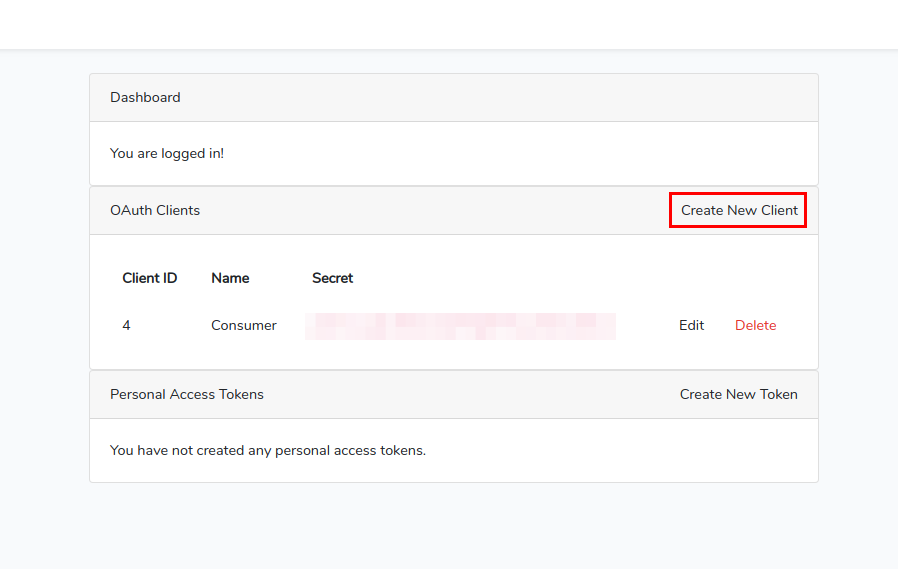 Dashboard
You are logged in!
OAuth Clients Create New Client
Client ID Name Secret
4 Consumer Edit Delete
Personal Access Tokens Create New Token
You have not created any personal access tokens.